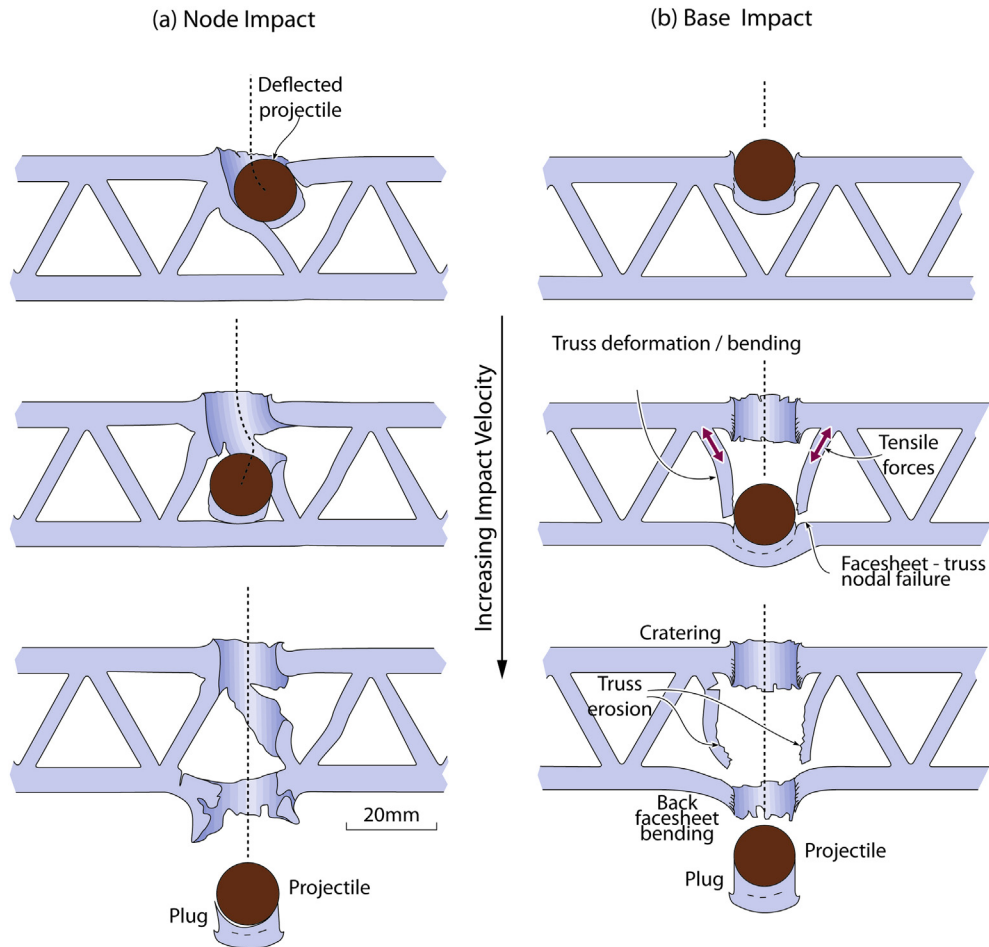 (a) Node Impact
(b) Base Impact
Deflected
projectile
Increasing Impact Velocity
Truss deformation / bending
Tensile
forces
Facesheet - truss
nodal failure
20mm
Projectile
Plug
Cratering
Truss
erosion
Back
facesheet
bending
Projectile
Plug